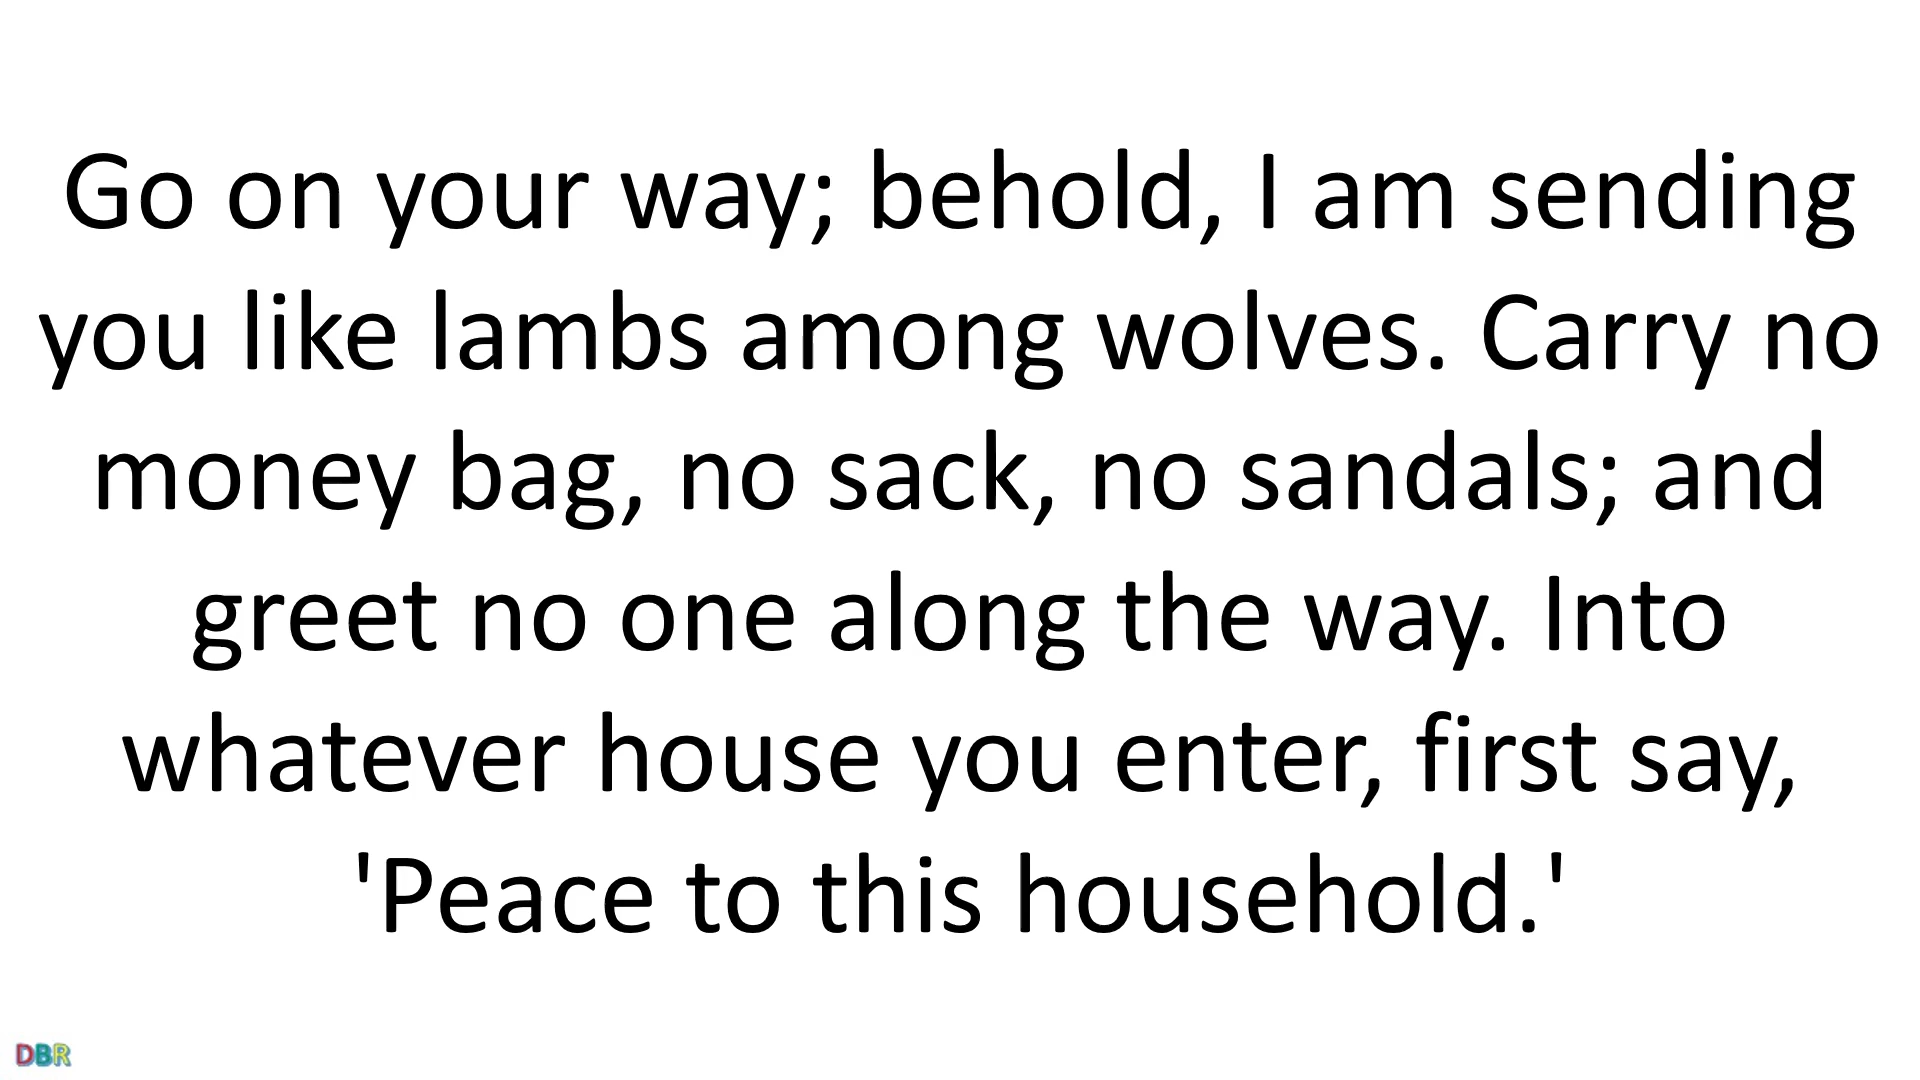 Go on your way; behold, I am sending
you like lambs among wolves. Carry no
money bag, no sack, no sandals; and
greet no one along the way. Into
whatever house you enter, first say,
'Peace to this household.'
DBR